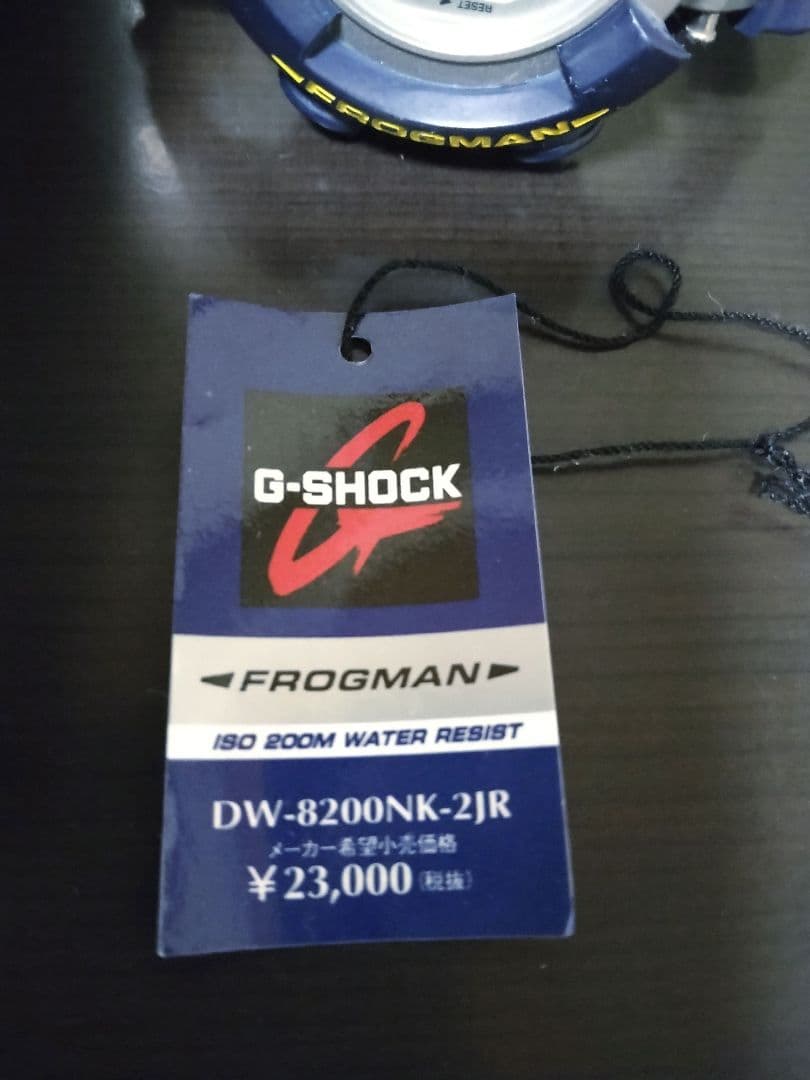 RESET
FROGMAN
G-SHOCK
◀FROGMAN▶
ISO 200M WATER RESIST
DW-8200NK-2JR
メーカー希望小売価格
¥23,000(税抜)